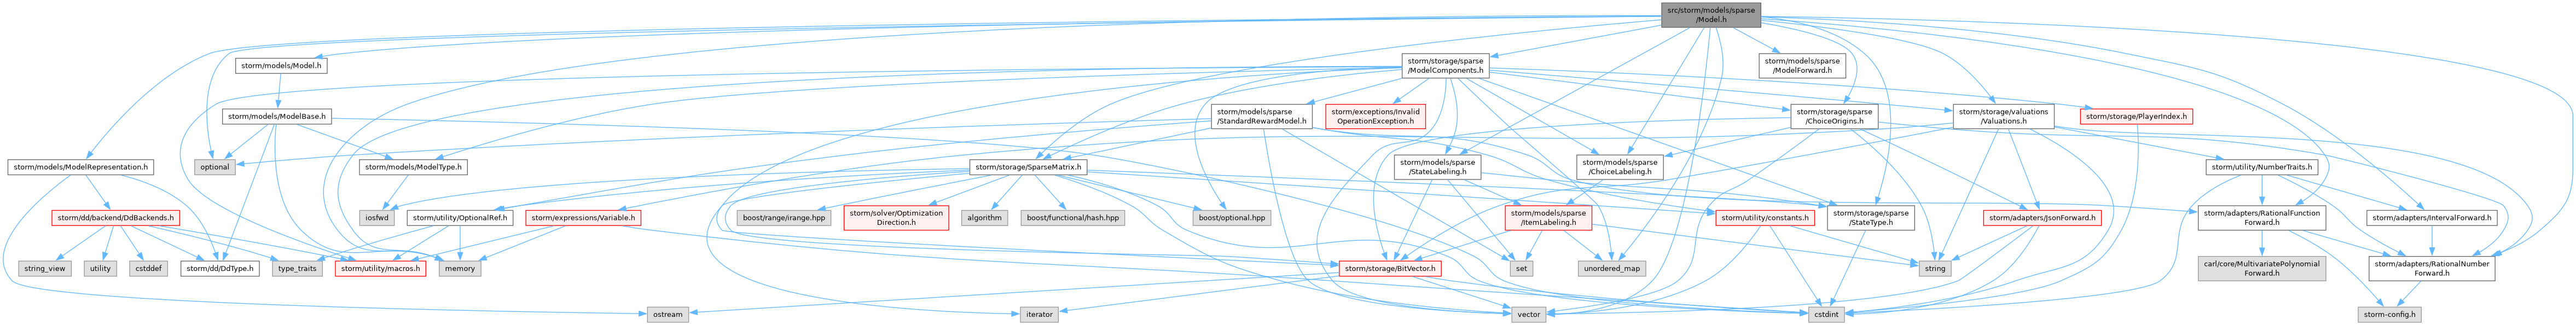 src/storm/models/sparse
/Model.h
storm/models/Model.h
storm/storage/sparse
/ModelComponents.h
storm/models/sparse
/ModelForward.h
storm/models/ModelBase.h
storm/models/sparse
/StandardRewardModel.h
storm/exceptions/Invalid
OperationException.h
storm/storage/sparse
/ChoiceOrigins.h
storm/storage/valuations
/Valuations.h
storm/storage/PlayerIndex.h
storm/models/ModelRepresentation.h
optional
storm/models/ModelType.h
storm/storage/SparseMatrix.h
storm/models/sparse
/StateLabeling.h
storm/models/sparse
/ChoiceLabeling.h
storm/utility/NumberTraits.h
storm/dd/backend/DdBackends.h
iosfwd
storm/utility/OptionalRef.h
storm/expressions/Variable.h
boost/range/irange.hpp
storm/solver/Optimization
Direction.h
algorithm
boost/functional/hash.hpp
boost/optional.hpp
storm/models/sparse
/ItemLabeling.h
storm/utility/constants.h
storm/storage/sparse
/StateType.h
storm/adapters/JsonForward.h
storm/adapters/RationalFunction
Forward.h
storm/adapters/IntervalForward.h
string_view
utility
cstddef
storm/dd/DdType.h
type_traits
storm/utility/macros.h
memory
storm/storage/BitVector.h
set
unordered_map
string
carl/core/MultivariatePolynomial
Forward.h
storm/adapters/RationalNumber
Forward.h
ostream
iterator
vector
cstdint
storm-config.h